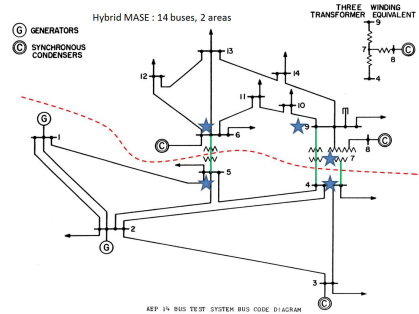 Hybrid MASE : 14 buses, 2 areas
THREE WINDING
TRANSFORMER EQUIVALENT
9
7
8
C
4
G GENERATORS
C SYNCHRONOUS
CONDENSERS
13
14
12
11
10
9
C
6
C
8
7
G
1
5
4
2
G
3
C
AEP 14 BUS TEST SYSTEM BUS CODE DIAGRAM